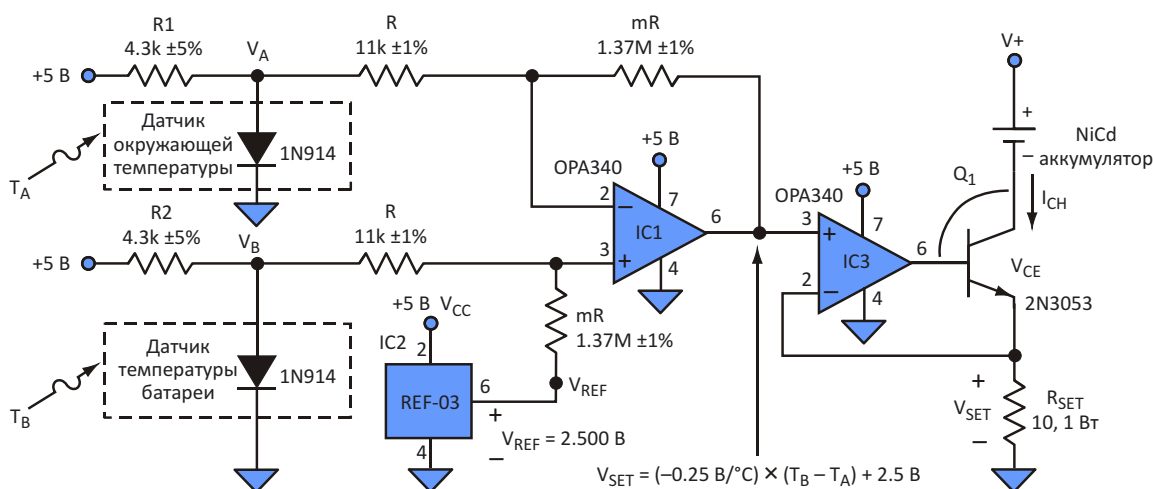 R1
4.3k ±5%
V_A
R
11k ±1%
mR
1.37M ±1%
V+
+5 В
Датчик
окружающей
температуры
1N914
T_A
+
NiCd
– аккумулятор
Q_1
I_CH
OPA340
+5 В
2
–
7
6
IC1
3
+
4
OPA340
+5 В
3
+
7
6
IC3
2
–
4
V_CE
2N3053
R2
4.3k ±5%
V_B
R
11k ±1%
+5 В
+5 В V_CC
mR
1.37M ±1%
Датчик
температуры
батареи
1N914
T_B
IC2
2
6
REF-03
4
V_REF
+
V_REF = 2.500 В
–
+
V_SET
–
R_SET
10, 1 Вт
V_SET = (–0.25 В/°C) × (T_B – T_A) + 2.5 В